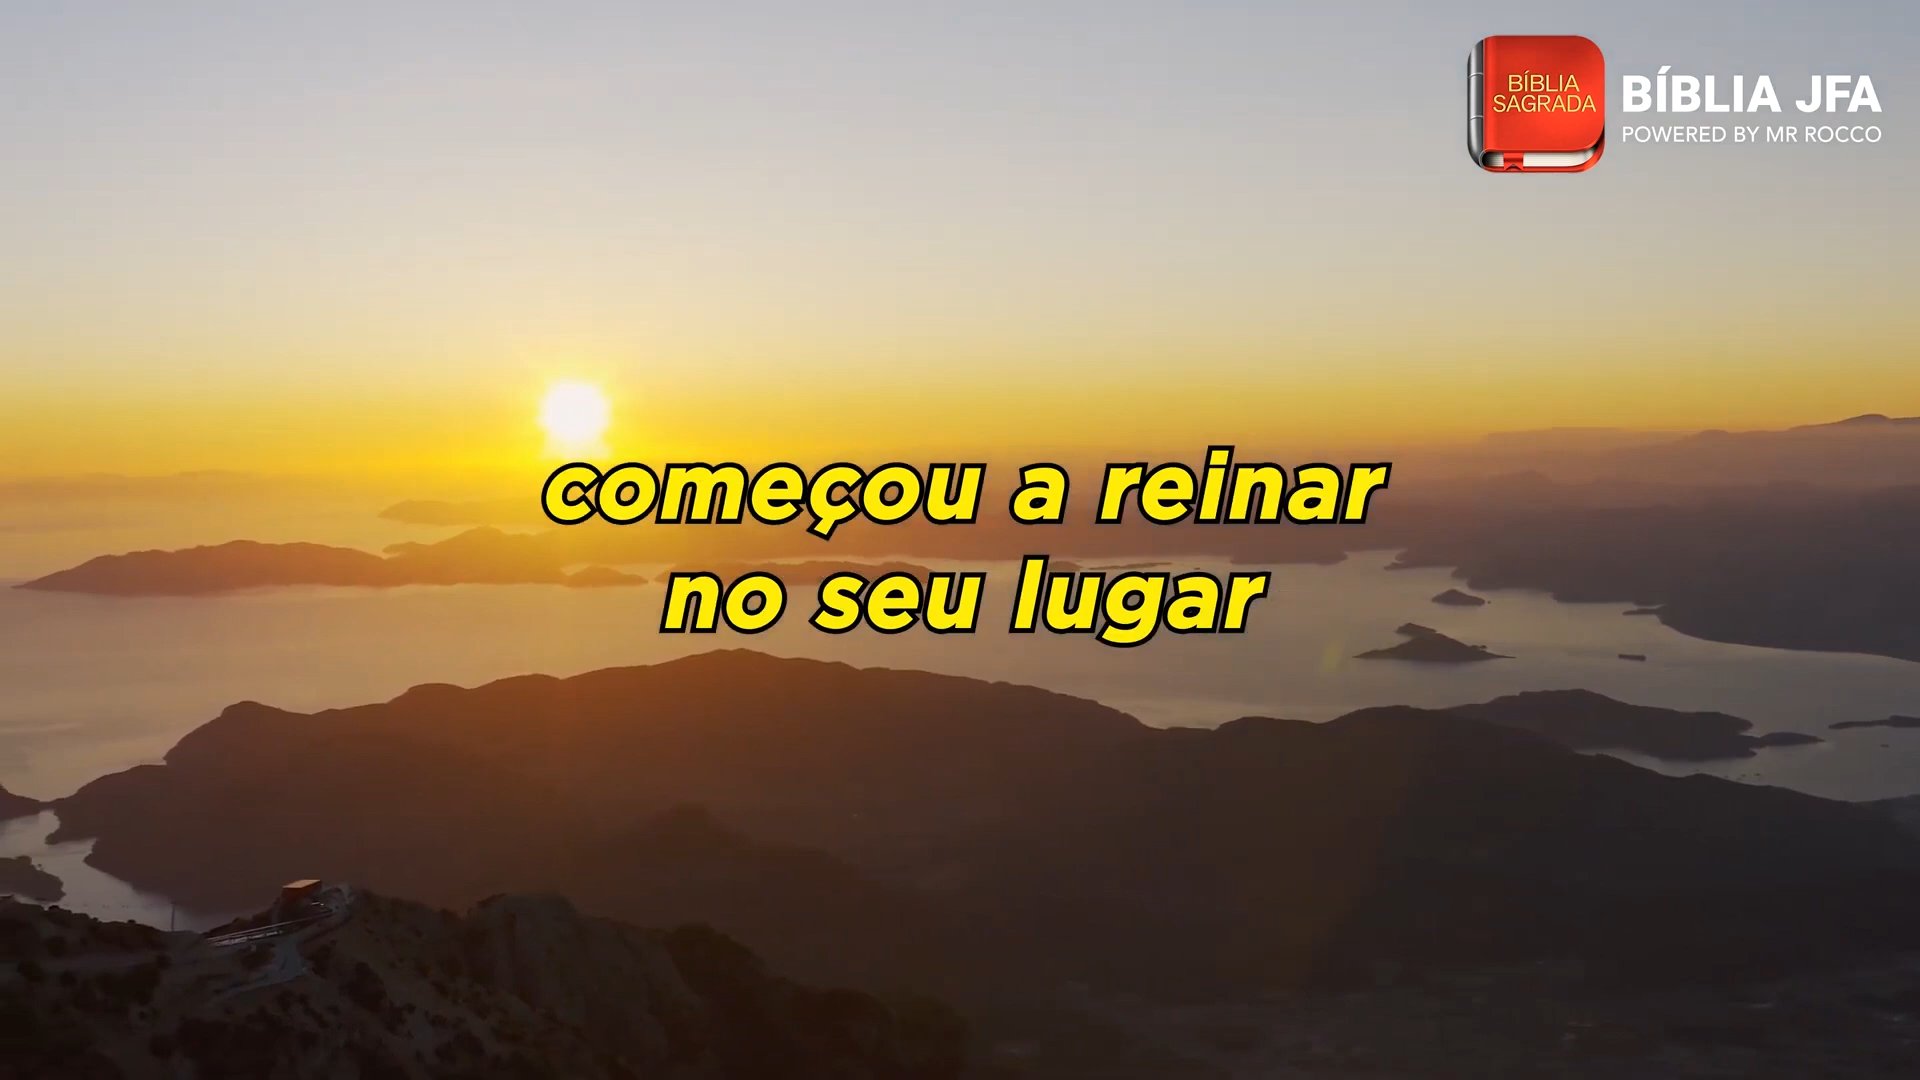 BÍBLIA
SAGRADA
BÍBLIA JFA
POWERED BY MR ROCCO
começou a reinar
no seu lugar